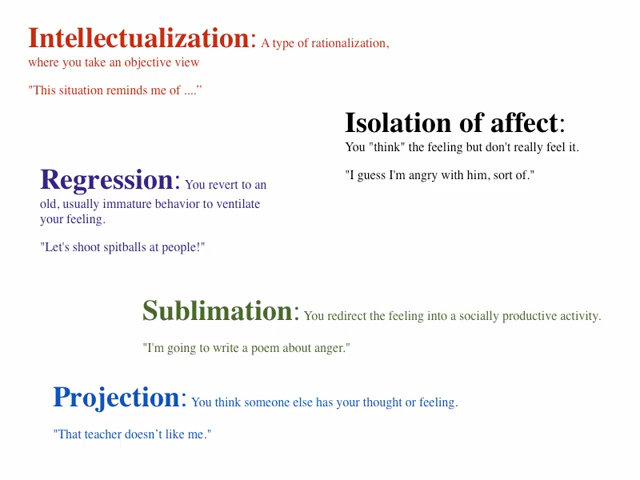 Intellectualization: A type of rationalization,
where you take an objective view
"This situation reminds me of ....”
Isolation of affect:
You "think" the feeling but don't really feel it.
"I guess I'm angry with him, sort of."
Regression: You revert to an
old, usually immature behavior to ventilate
your feeling.
"Let's shoot spitballs at people!"
Sublimation: You redirect the feeling into a socially productive activity.
"I'm going to write a poem about anger."
Projection: You think someone else has your thought or feeling.
"That teacher doesn’t like me."